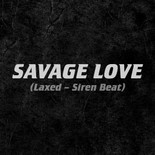 SAVAGE LOVE
(Laxed – Siren Beat)